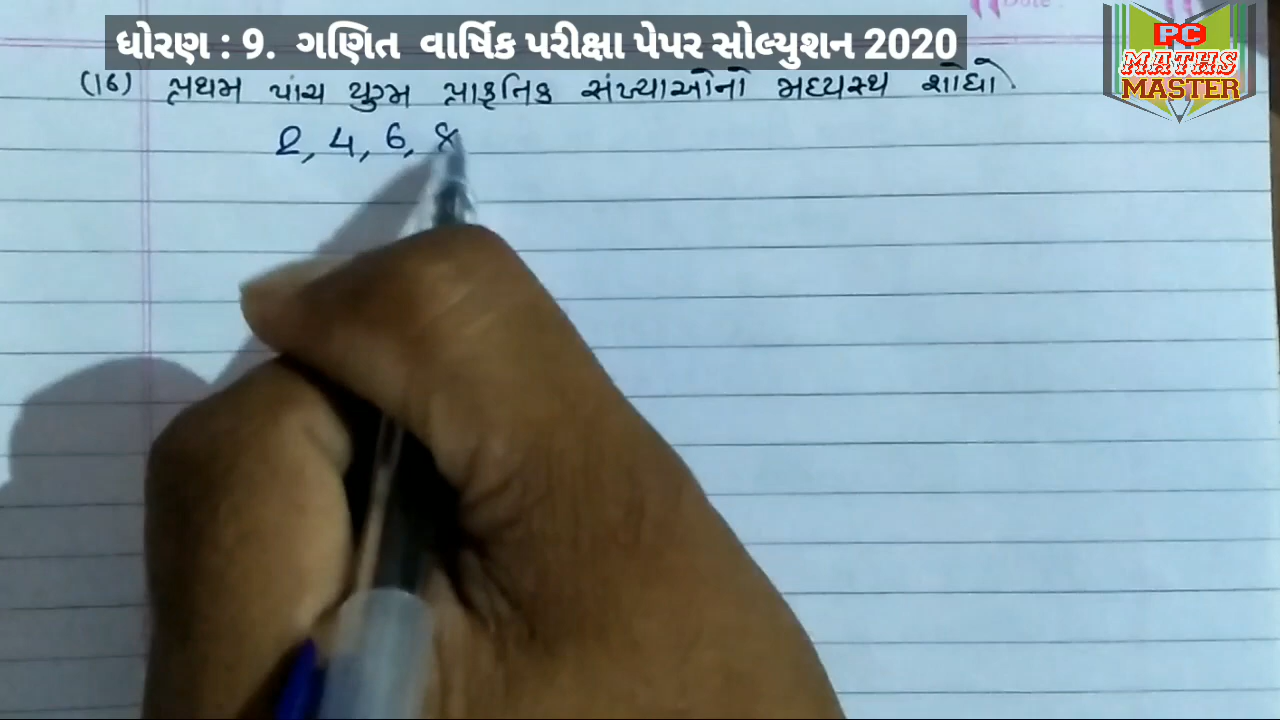 ધોરણ : 9. ગણિત વાર્ષિક પરીક્ષા પેપર સોલ્યુશન 2020
Date :
PC
MATHS
MASTER
(16) પ્રથમ પાંચ યુગ્મ પ્રાકૃતિક સંખ્યાઓનો મધ્યસ્થ શોધો
2, 4, 6, 8